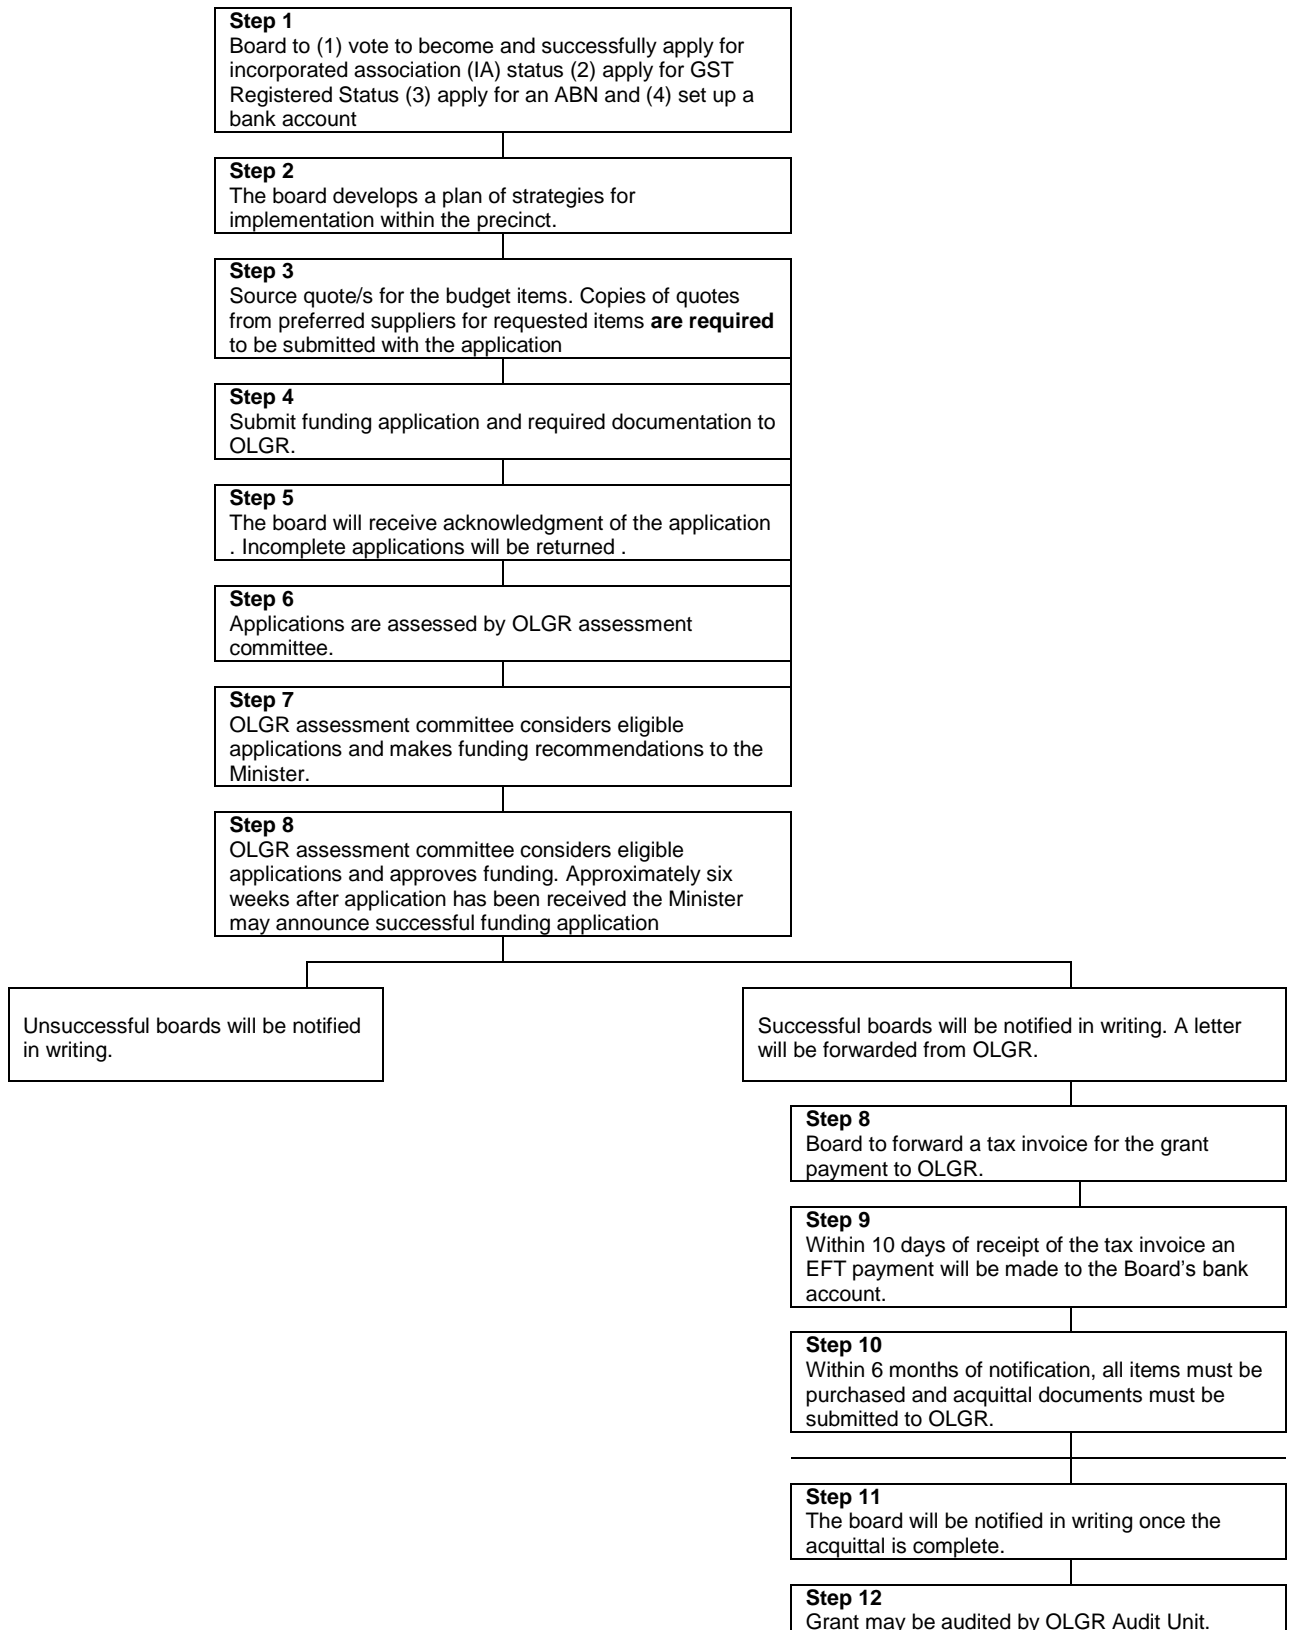 Step 1
Board to (1) vote to become and successfully apply for
incorporated association (IA) status (2) apply for GST
Registered Status (3) apply for an ABN and (4) set up a
bank account
Step 2
The board develops a plan of strategies for
implementation within the precinct.
Step 3
Source quote/s for the budget items. Copies of quotes
from preferred suppliers for requested items are required
to be submitted with the application
Step 4
Submit funding application and required documentation to
OLGR.
Step 5
The board will receive acknowledgment of the application
. Incomplete applications will be returned .
Step 6
Applications are assessed by OLGR assessment
committee.
Step 7
OLGR assessment committee considers eligible
applications and makes funding recommendations to the
Minister.
Step 8
OLGR assessment committee considers eligible
applications and approves funding. Approximately six
weeks after application has been received the Minister
may announce successful funding application
Unsuccessful boards will be notified
in writing.
Successful boards will be notified in writing. A letter
will be forwarded from OLGR.
Step 8
Board to forward a tax invoice for the grant
payment to OLGR.
Step 9
Within 10 days of receipt of the tax invoice an
EFT payment will be made to the Board’s bank
account.
Step 10
Within 6 months of notification, all items must be
purchased and acquittal documents must be
submitted to OLGR.
Step 11
The board will be notified in writing once the
acquittal is complete.
Step 12
Grant may be audited by OLGR Audit Unit.